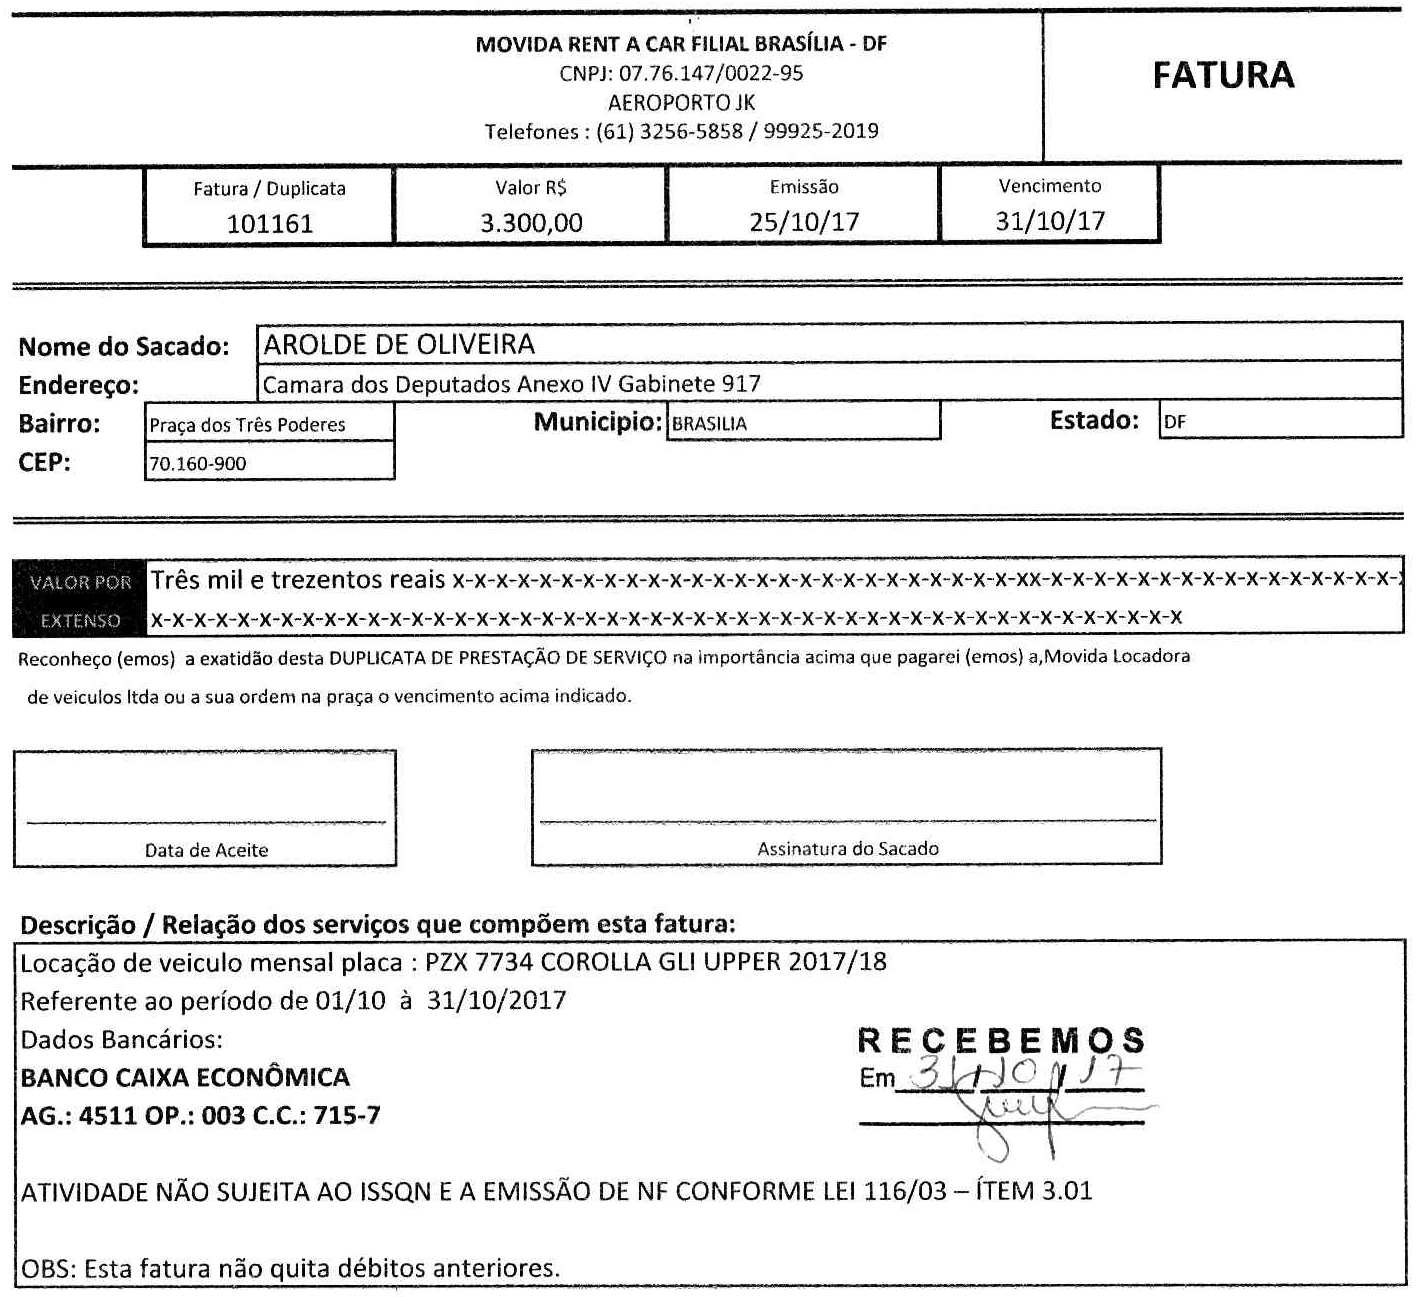 MOVIDA RENT A CAR FILIAL BRASÍLIA - DF
CNPJ: 07.76.147/0022-95
AEROPORTO JK
Telefones : (61) 3256-5858 / 99925-2019
FATURA
Fatura / Duplicata
101161
Valor R$
3.300,00
Emissão
25/10/17
Vencimento
31/10/17
Nome do Sacado: AROLDE DE OLIVEIRA
Endereço: Camara dos Deputados Anexo IV Gabinete 917
Bairro: Praça dos Três Poderes Municipio: BRASILIA Estado: DF
CEP: 70.160-900
VALOR POR EXTENSO
Três mil e trezentos reais x-x-x-x-x-x-x-x-x-x-x-x-x-x-x-x-x-x-x-x-x-x-x-x-x-x-xx-x-x-x-x-x-x-x-x-x-x-x-x-x-x-x-x-x
x-x-x-x-x-x-x-x-x-x-x-x-x-x-x-x-x-x-x-x-x-x-x-x-x-x-x-x-x-x-x-x-x-x-x-x-x-x-x-x-x-x-x-x-x-x-x-x
Reconheço (emos) a exatidão desta DUPLICATA DE PRESTAÇÃO DE SERVIÇO na importância acima que pagarei (emos) a,Movida Locadora
de veiculos ltda ou a sua ordem na praça o vencimento acima indicado.
Data de Aceite
Assinatura do Sacado
Descrição / Relação dos serviços que compõem esta fatura:
Locação de veiculo mensal placa : PZX 7734 COROLLA GLI UPPER 2017/18
Referente ao período de 01/10 à 31/10/2017
Dados Bancários:
BANCO CAIXA ECONÔMICA
AG.: 4511 OP.: 003 C.C.: 715-7
RECEBEMOS
Em 31/10/17
ATIVIDADE NÃO SUJEITA AO ISSQN E A EMISSÃO DE NF CONFORME LEI 116/03 – ÍTEM 3.01
OBS: Esta fatura não quita débitos anteriores.